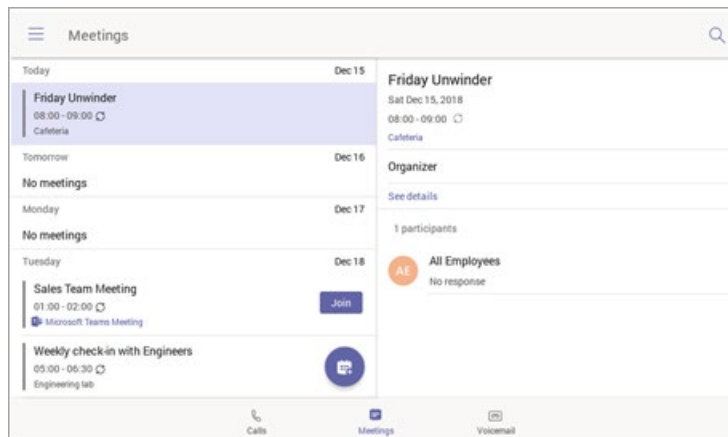 Meetings
Today Dec 15
Friday Unwinder
08:00 - 09:00
Cafeteria
Tomorrow Dec 16
No meetings
Monday Dec 17
No meetings
Tuesday Dec 18
Sales Team Meeting
01:00 - 02:00
Join
Microsoft Teams Meeting
Weekly check-in with Engineers
05:00 - 06:30
Engineering lab
Friday Unwinder
Sat Dec 15, 2018
08:00 - 09:00
Cafeteria
Organizer
See details
1 participants
AE
All Employees
No response
Calls
Meetings
Voicemail